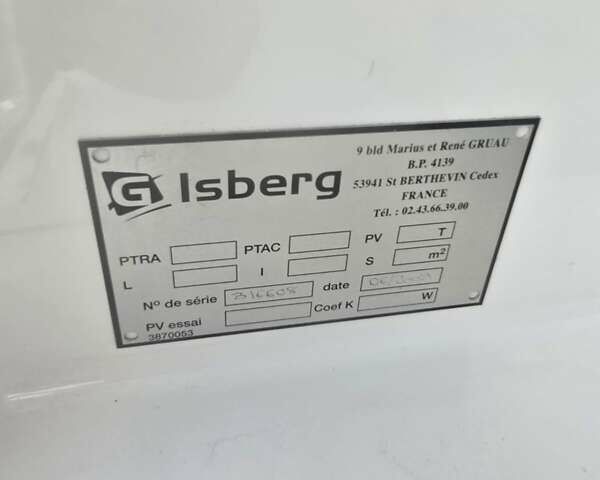 G Isberg
9 bld Marius et René GRUAU
B.P. 4139
53941 St BERTHEVIN Cedex
FRANCE
Tél. : 02.43.66.39.00
PTRA PTAC PV T
L l S m²
N° de série date
PV essai Coef K W
3870053